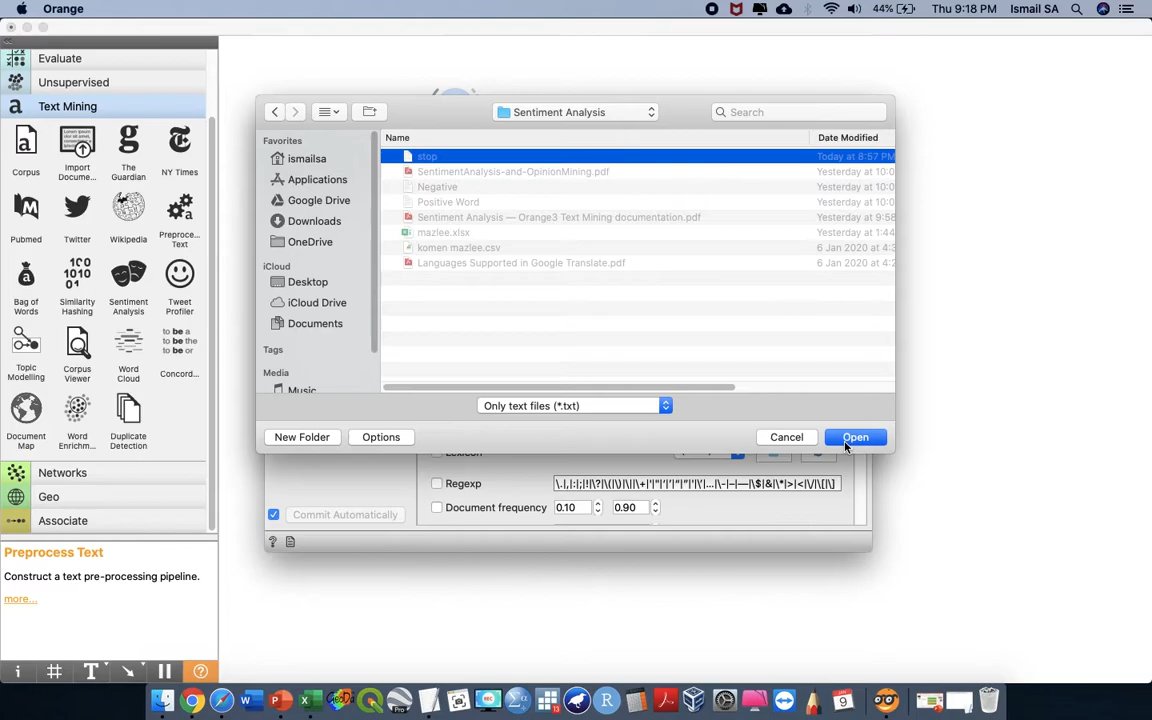 Orange
44%
Thu 9:18 PM
Ismail SA
Evaluate
Unsupervised
Text Mining
Corpus
Import Docume...
The Guardian
NY Times
Pubmed
Twitter
Wikipedia
Preproce... Text
Bag of Words
Similarity Hashing
Sentiment Analysis
Tweet Profiler
Topic Modelling
Corpus Viewer
Word Cloud
Concord...
Document Map
Word Enrichm...
Duplicate Detection
Networks
Geo
Associate
Preprocess Text
Construct a text pre-processing pipeline.
more...
Sentiment Analysis
Search
Favorites
ismailsa
Applications
Google Drive
Downloads
OneDrive
iCloud
Desktop
iCloud Drive
Documents
Tags
Media
Music
Name
Date Modified
stop
Today at 8:57 PM
SentimentAnalysis-and-OpinionMining.pdf
Yesterday at 10:0
Negative
Yesterday at 10:0
Positive Word
Yesterday at 10:0
Sentiment Analysis — Orange3 Text Mining documentation.pdf
Yesterday at 9:58
mazlee.xlsx
Yesterday at 1:44
komen mazlee.csv
6 Jan 2020 at 4:3
Languages Supported in Google Translate.pdf
6 Jan 2020 at 4:2
Only text files (*.txt)
New Folder
Options
Cancel
Open
Lexicon
Regexp
Document frequency
0.10
0.90
Commit Automatically